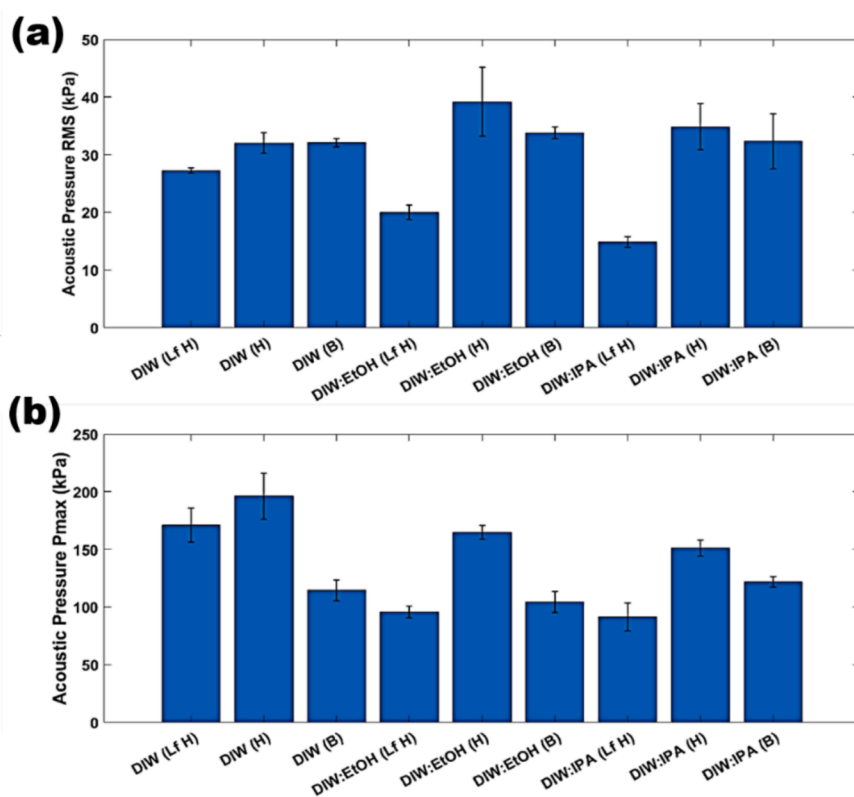 (a)
50
40
30
20
10
0
Acoustic Pressure RMS (kPa)
DIW (Lf H)
DIW (H)
DIW (B)
DIW:EtOH (Lf H)
DIW:EtOH (H)
DIW:EtOH (B)
DIW:IPA (Lf H)
DIW:IPA (H)
DIW:IPA (B)
(b)
250
200
150
100
50
0
Acoustic Pressure Pmax (kPa)
DIW (Lf H)
DIW (H)
DIW (B)
DIW:EtOH (Lf H)
DIW:EtOH (H)
DIW:EtOH (B)
DIW:IPA (Lf H)
DIW:IPA (H)
DIW:IPA (B)